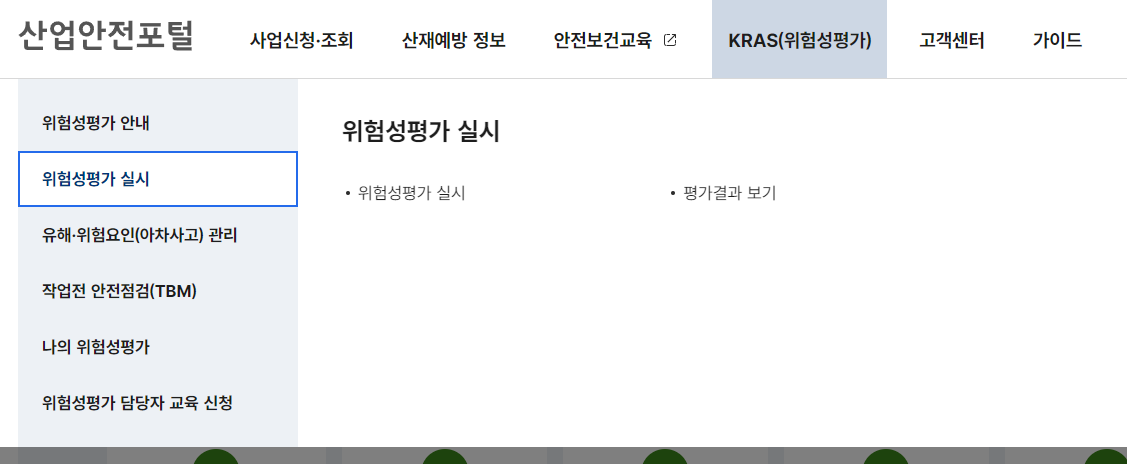 산업안전포털
사업신청·조회
산재예방 정보
안전보건교육
KRAS(위험성평가)
고객센터
가이드
위험성평가 안내
위험성평가 실시
유해·위험요인(아차사고) 관리
작업전 안전점검(TBM)
나의 위험성평가
위험성평가 담당자 교육 신청
위험성평가 실시
• 위험성평가 실시
• 평가결과 보기